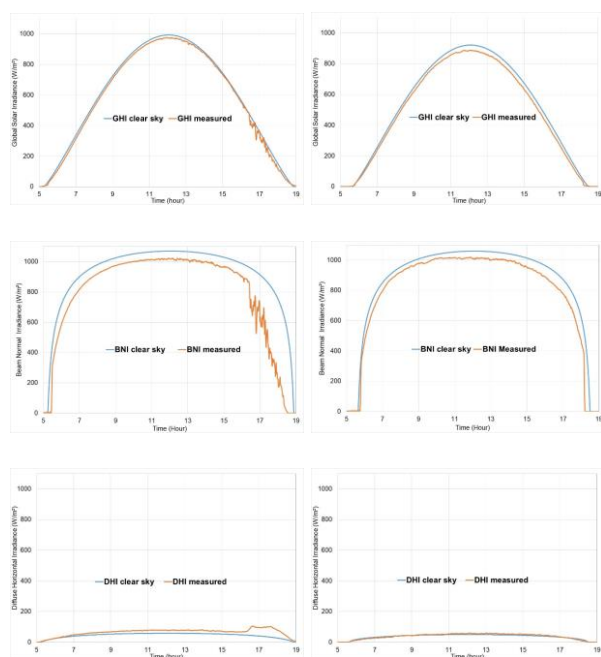 Global Solar Irradiance (W/m²)
1000
800
600
400
200
0
GHI clear sky GHI measured
5 7 9 11 13 15 17 19
Time (hour)
Global Solar Irradiance (W/m²)
1000
800
600
400
200
0
GHI clear sky GHI measured
5 7 9 11 13 15 17 19
Time (hour)
Beam Normal Irradiance (W/m²)
1000
800
600
400
200
0
BNI clear sky BNI measured
5 7 9 11 13 15 17 19
Time (Hour)
Beam Normal Irradiance (W/m²)
1000
800
600
400
200
0
BNI clear sky BNI Measured
5 7 9 11 13 15 17 19
Time (Hour)
Diffuse Horizontal Irradiance (W/m²)
1000
800
600
400
200
0
DHI clear sky DHI measured
5 7 9 11 13 15 17 19
Time (Hour)
Diffuse Horizontal Irradiance (W/m²)
1000
800
600
400
200
0
DHI clear sky DHI measured
5 7 9 11 13 15 17 19
Time (Hour)